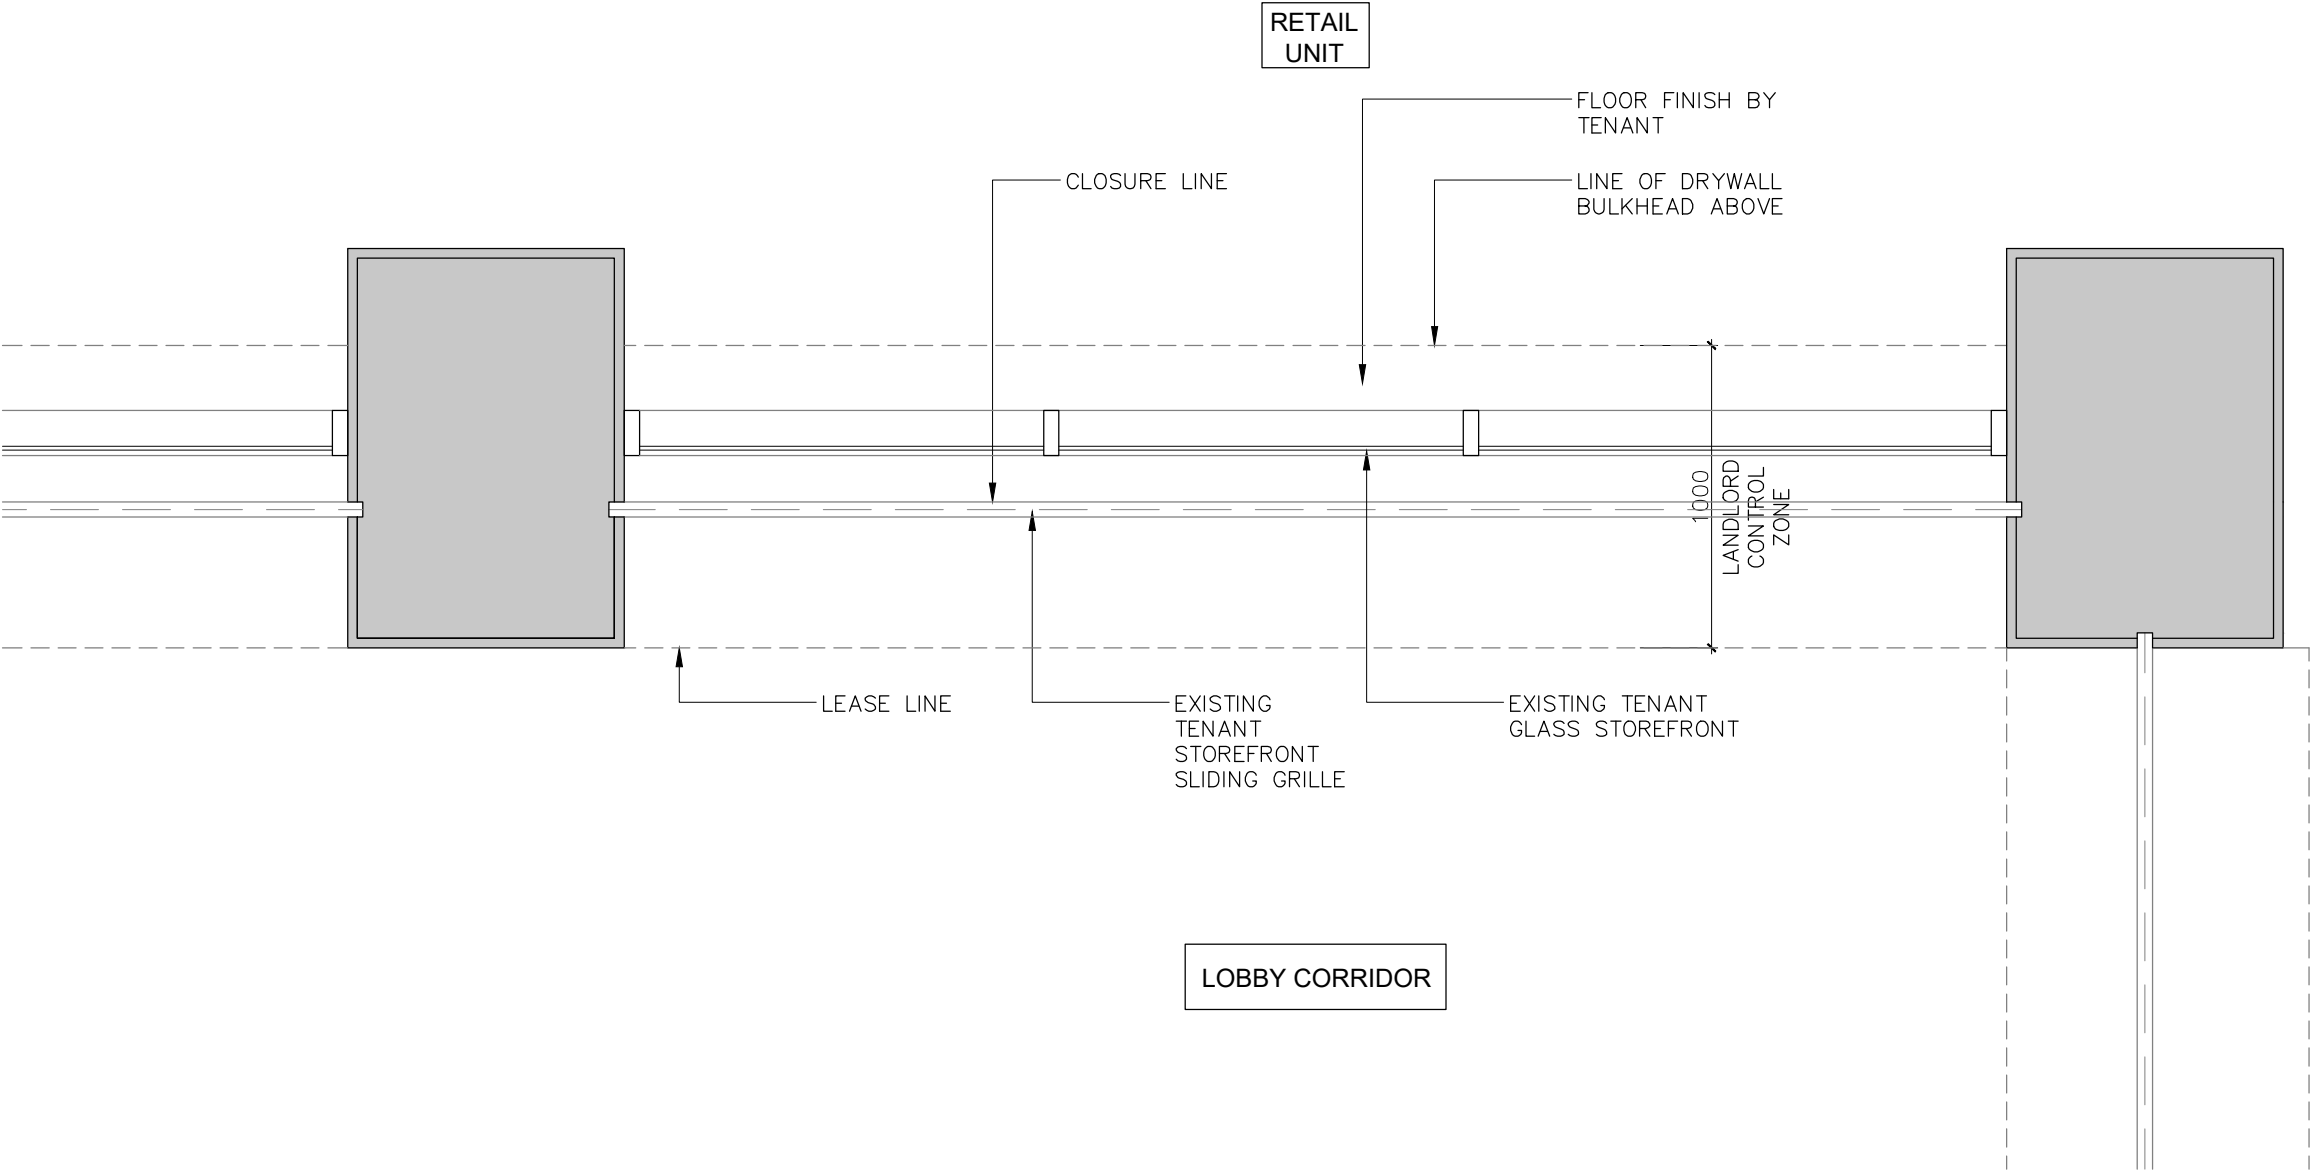 RETAIL
UNIT
FLOOR FINISH BY
TENANT
CLOSURE LINE
LINE OF DRYWALL
BULKHEAD ABOVE
1000
LANDLORD
CONTROL
ZONE
LEASE LINE
EXISTING
TENANT
STOREFRONT
SLIDING GRILLE
EXISTING TENANT
GLASS STOREFRONT
LOBBY CORRIDOR